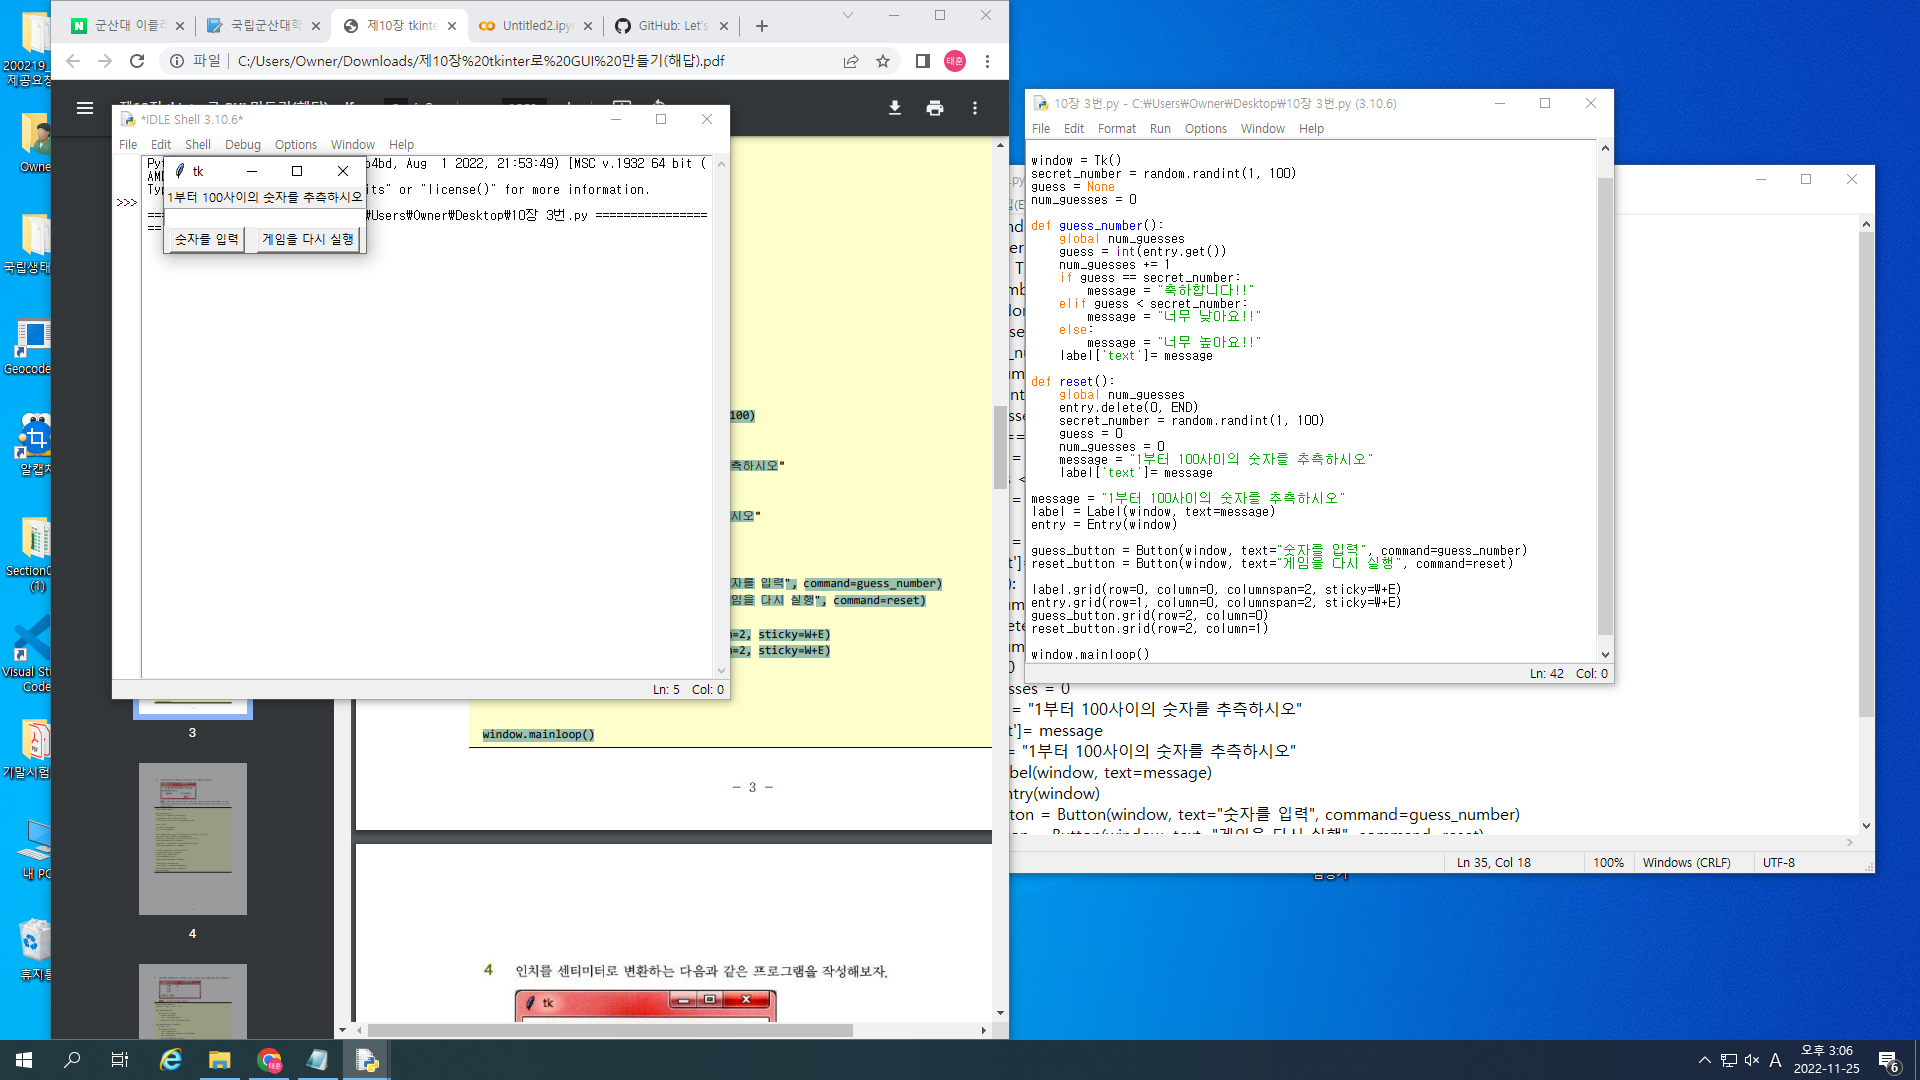 군산대 이클래
국립군산대학
제10장 tkinter
Untitled2.ipyn
GitHub: Let's
파일
C:/Users/Owner/Downloads/제10장%20tkinter로%20GUI%20만들기(해답).pdf
*IDLE Shell 3.10.6*
File Edit Shell Debug Options Window Help
b4bd, Aug 1 2022, 21:53:49) [MSC v.1932 64 bit (
AMD
its" or "license()" for more information.
>>>
Users\Owner\Desktop\10장 3번.py ================
==
tk
1부터 100사이의 숫자를 추측하시오
숫자를 입력
게임을 다시 실행
Ln: 5 Col: 0
100)
측하시오"
시오"
자를 입력", command=guess_number)
임을 다시 실행", command=reset)
n=2, sticky=W+E)
n=2, sticky=W+E)
window.mainloop()
- 3 -
4 인치를 센티미터로 변환하는 다음과 같은 프로그램을 작성해보자.
tk
3
4
10장 3번.py - C:\Users\Owner\Desktop\10장 3번.py (3.10.6)
File Edit Format Run Options Window Help
window = Tk()
secret_number = random.randint(1, 100)
guess = None
num_guesses = 0
def guess_number():
global num_guesses
guess = int(entry.get())
num_guesses += 1
if guess == secret_number:
message = "축하합니다!!"
elif guess < secret_number:
message = "너무 낮아요!!"
else:
message = "너무 높아요!!"
label['text']= message
def reset():
global num_guesses
entry.delete(0, END)
secret_number = random.randint(1, 100)
guess = 0
num_guesses = 0
message = "1부터 100사이의 숫자를 추측하시오"
label['text']= message
message = "1부터 100사이의 숫자를 추측하시오"
label = Label(window, text=message)
entry = Entry(window)
guess_button = Button(window, text="숫자를 입력", command=guess_number)
reset_button = Button(window, text="게임을 다시 실행", command=reset)
label.grid(row=0, column=0, columnspan=2, sticky=W+E)
entry.grid(row=1, column=0, columnspan=2, sticky=W+E)
guess_button.grid(row=2, column=0)
reset_button.grid(row=2, column=1)
window.mainloop()
Ln: 42 Col: 0
sses = 0
= "1부터 100사이의 숫자를 추측하시오"
t']= message
= "1부터 100사이의 숫자를 추측하시오"
bel(window, text=message)
ntry(window)
ton = Button(window, text="숫자를 입력", command=guess_number)
Ln 35, Col 18
100%
Windows (CRLF)
UTF-8
200219_
제공요청
Owner
국립생태
Geocode
알캡처
Section
(1)
Visual Stu
Code
기말시험
내 PC
휴지통
A
오후 3:06
2022-11-25
6